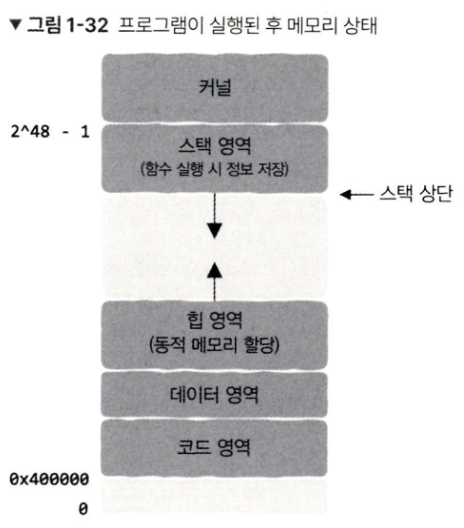 ▼ 그림 1-32 프로그램이 실행된 후 메모리 상태
커널
2^48 - 1
스택 영역
(함수 실행 시 정보 저장)
스택 상단
힙 영역
(동적 메모리 할당)
데이터 영역
코드 영역
0x400000
0